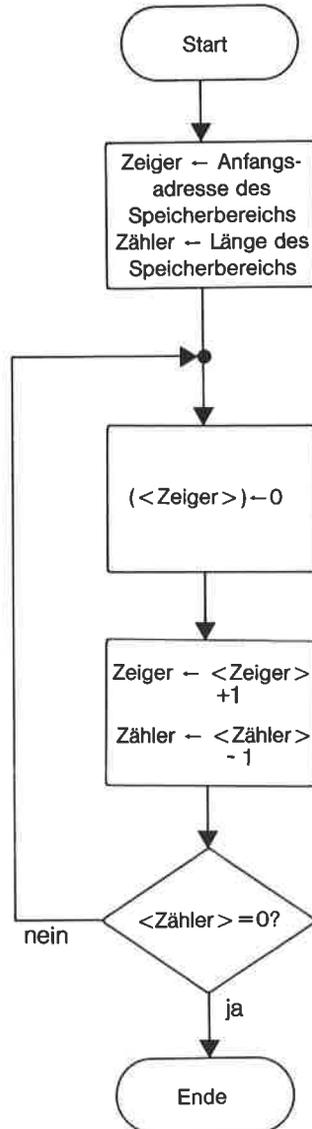 Start
Zeiger ← Anfangs-
adresse des
Speicherbereichs
Zähler ← Länge des
Speicherbereichs
(<Zeiger>)←0
Zeiger ← <Zeiger>
+1
Zähler ← <Zähler>
- 1
<Zähler>=0?
nein
ja
Ende